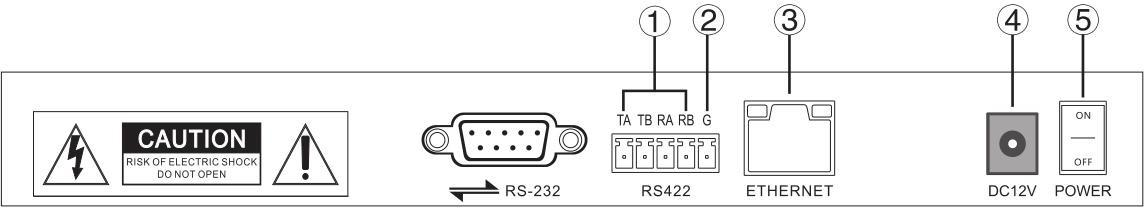 ① ② ③ ④ ⑤
TA TB RA RB G
CAUTION
RISK OF ELECTRIC SHOCK
DO NOT OPEN
ON
OFF
RS-232
RS422
ETHERNET
DC12V
POWER